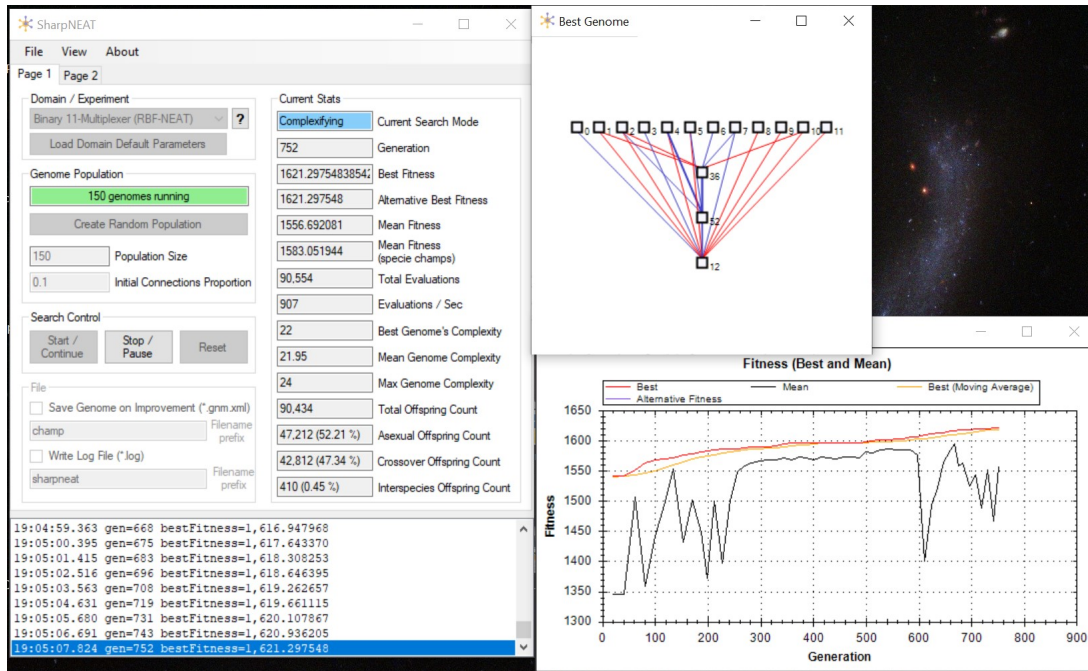 SharpNEAT
File View About
Page 1 Page 2
Domain / Experiment
Binary 11-Multiplexer (RBF-NEAT) ?
Load Domain Default Parameters
Genome Population
150 genomes running
Create Random Population
150 Population Size
0.1 Initial Connections Proportion
Search Control
Start / Continue
Stop / Pause
Reset
File
Save Genome on Improvement (*.gnm.xml)
champ Filename prefix
Write Log File (*.log)
sharpneat Filename prefix
Current Stats
Complexifying Current Search Mode
752 Generation
1621.29754838542 Best Fitness
1621.297548 Alternative Best Fitness
1556.692081 Mean Fitness
1583.051944 Mean Fitness (specie champs)
90,554 Total Evaluations
907 Evaluations / Sec
22 Best Genome's Complexity
21.95 Mean Genome Complexity
24 Max Genome Complexity
90,434 Total Offspring Count
47,212 (52.21 %) Asexual Offspring Count
42,812 (47.34 %) Crossover Offspring Count
410 (0.45 %) Interspecies Offspring Count
19:04:59.363 gen=668 bestFitness=1,616.947968
19:05:00.395 gen=675 bestFitness=1,617.643370
19:05:01.415 gen=683 bestFitness=1,618.308253
19:05:02.516 gen=696 bestFitness=1,618.646395
19:05:03.563 gen=708 bestFitness=1,619.262657
19:05:04.631 gen=719 bestFitness=1,619.661115
19:05:05.680 gen=731 bestFitness=1,620.107867
19:05:06.691 gen=743 bestFitness=1,620.936205
19:05:07.824 gen=752 bestFitness=1,621.297548
Best Genome
0 1 2 3 4 5 6 7 8 9 10 11
36
52
12
Fitness (Best and Mean)
Best Mean Best (Moving Average)
Alternative Fitness
Fitness
1650
1600
1550
1500
1450
1400
1350
1300
0 100 200 300 400 500 600 700 800 900
Generation